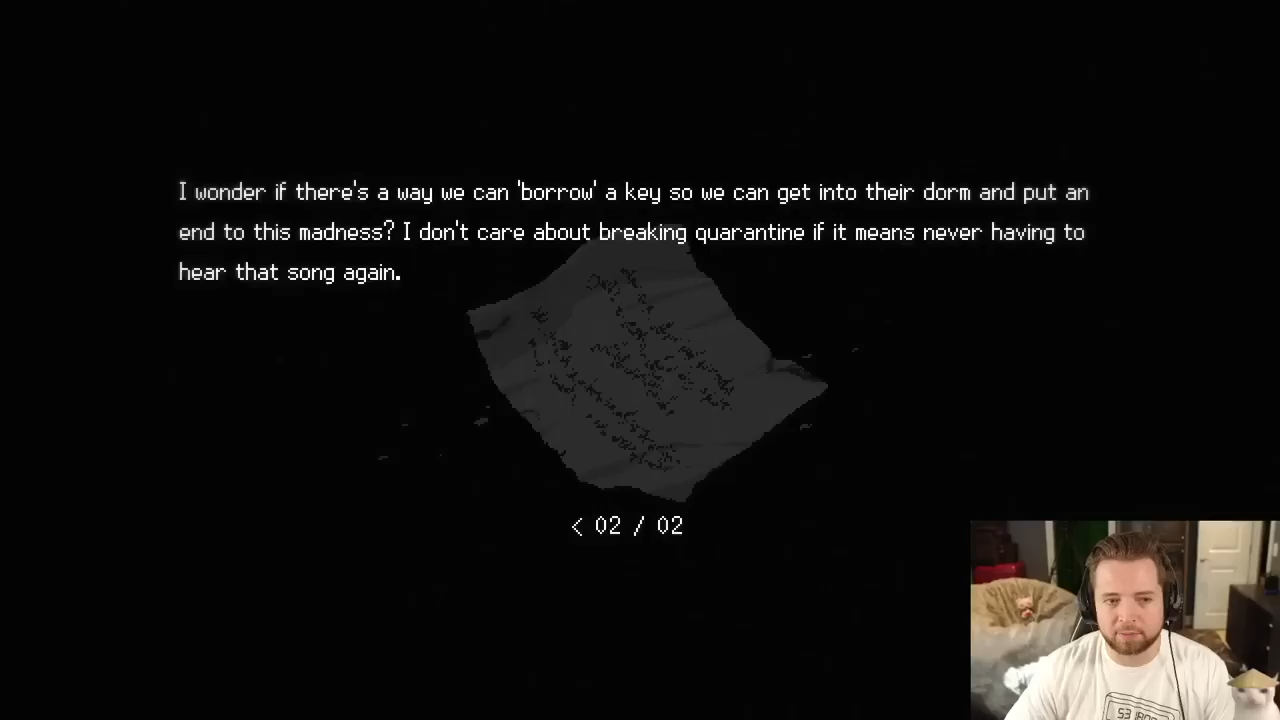 I wonder if there's a way we can 'borrow' a key so we can get into their dorm and put an
end to this madness? I don't care about breaking quarantine if it means never having to
hear that song again.
< 02 / 02